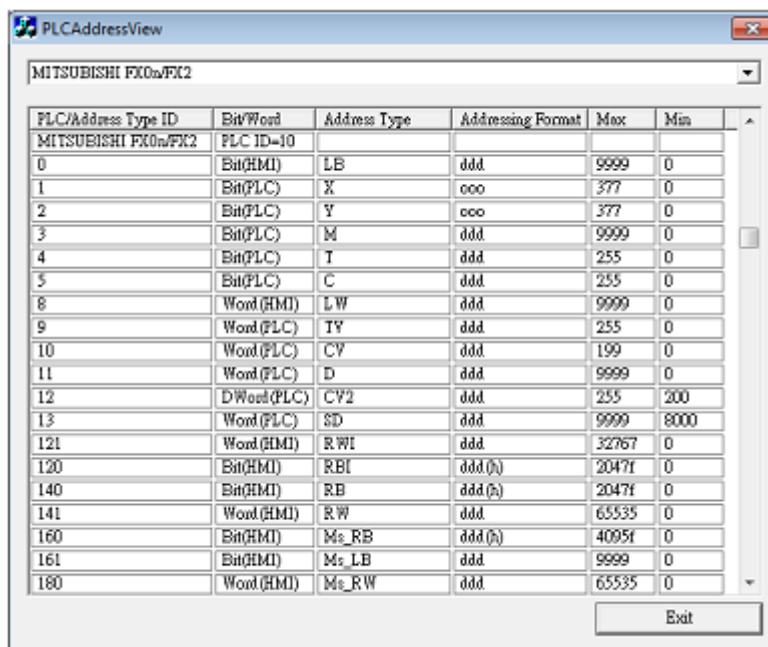 PLCAddressView
MITSUBISHI FX0n/FX2
PLC/Address Type ID Bit/Word Address Type Addressing Format Max Min
MITSUBISHI FX0n/FX2 PLC ID=10
0 Bit(HMI) LB ddd 9999 0
1 Bit(PLC) X ooo 377 0
2 Bit(PLC) Y ooo 377 0
3 Bit(PLC) M ddd 9999 0
4 Bit(PLC) T ddd 255 0
5 Bit(PLC) C ddd 255 0
8 Word(HMI) LW ddd 9999 0
9 Word(PLC) TV ddd 255 0
10 Word(PLC) CV ddd 199 0
11 Word(PLC) D ddd 9999 0
12 DWord(PLC) CV2 ddd 255 200
13 Word(PLC) SD ddd 9999 8000
121 Word(HMI) RWI ddd 32767 0
120 Bit(HMI) RBI ddd(h) 2047f 0
140 Bit(HMI) RB ddd(h) 2047f 0
141 Word(HMI) RW ddd 65535 0
160 Bit(HMI) Ms_RB ddd(h) 4095f 0
161 Bit(HMI) Ms_LB ddd 9999 0
180 Word(HMI) Ms_RW ddd 65535 0
Exit